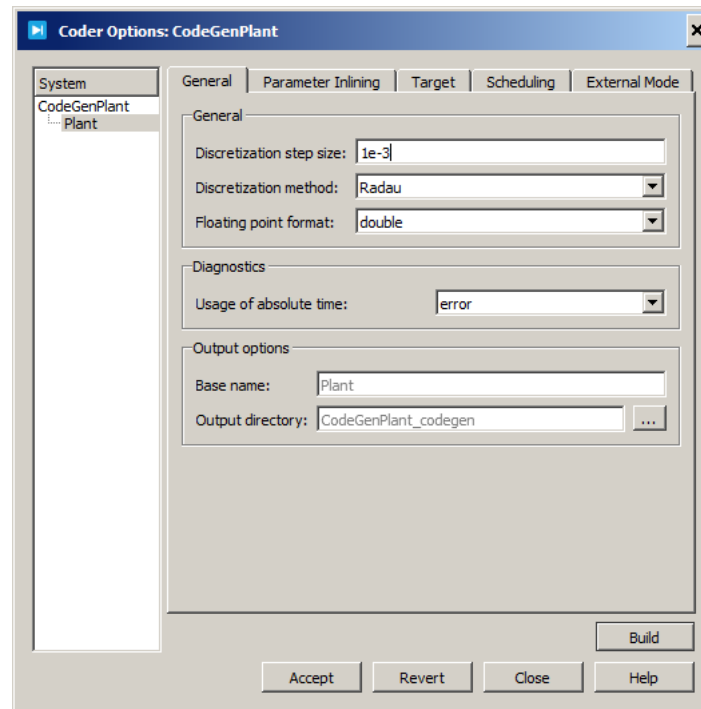 Coder Options: CodeGenPlant
System
CodeGenPlant
Plant
General Parameter Inlining Target Scheduling External Mode
General
Discretization step size: 1e-3
Discretization method: Radau
Floating point format: double
Diagnostics
Usage of absolute time: error
Output options
Base name: Plant
Output directory: CodeGenPlant_codegen ...
Build
Accept Revert Close Help